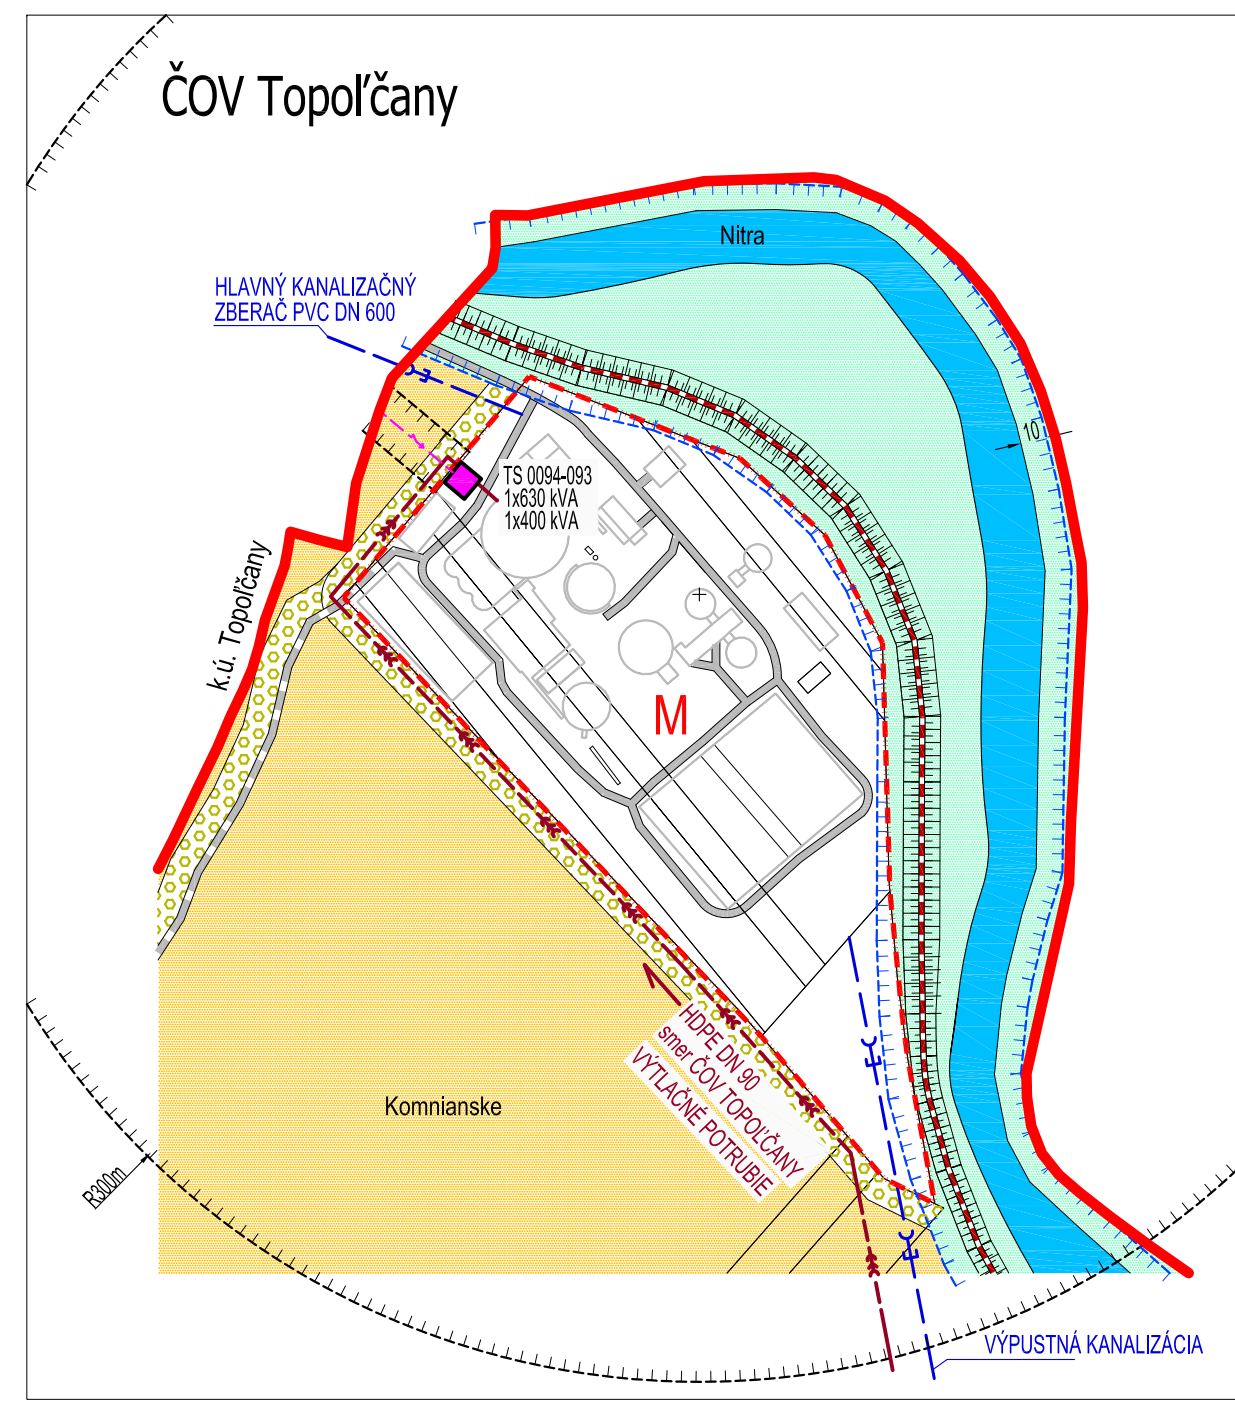 ČOV Topoľčany
Nitra
HLAVNÝ KANALIZAČNÝ
ZBERAČ PVC DN 600
10
TS 0094-093
1x630 kVA
1x400 kVA
k.ú. Topoľčany
M
HDPE DN 90
smer ČOV TOPOĽČANY
VÝTLAČNÉ POTRUBIE
Komnianske
R300m
VÝPUSTNÁ KANALIZÁCIA